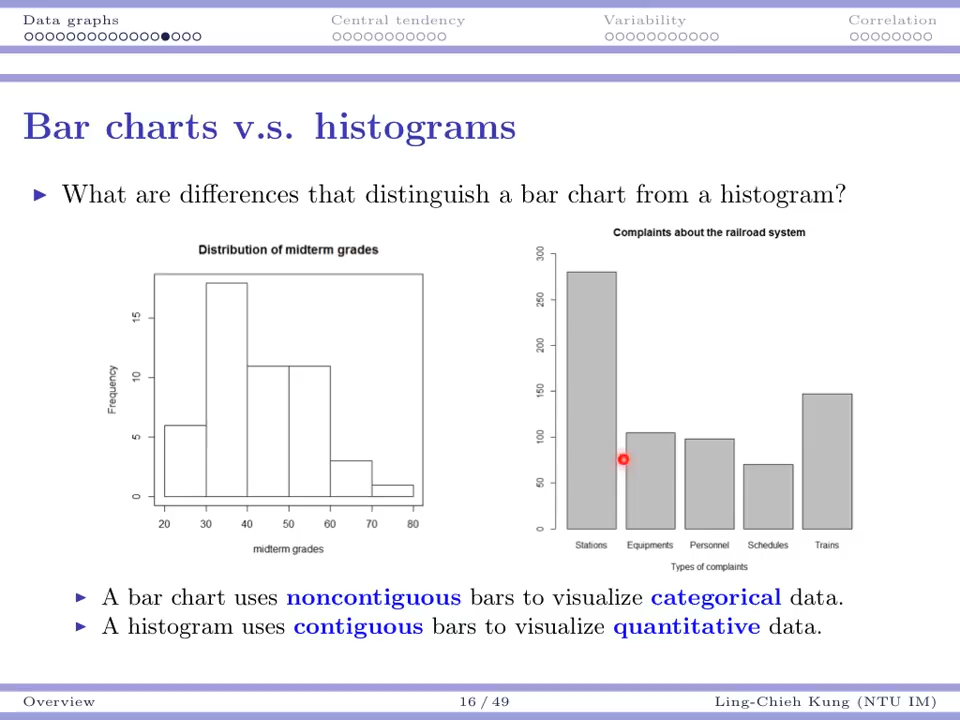 Data graphs Central tendency Variability Correlation
Bar charts v.s. histograms
What are differences that distinguish a bar chart from a histogram?
Distribution of midterm grades
Frequency
0
5
10
15
20 30 40 50 60 70 80
midterm grades
Complaints about the railroad system
0
50
100
150
200
250
300
Stations Equipments Personnel Schedules Trains
Types of complaints
A bar chart uses noncontiguous bars to visualize categorical data.
A histogram uses contiguous bars to visualize quantitative data.
Overview 16 / 49 Ling-Chieh Kung (NTU IM)